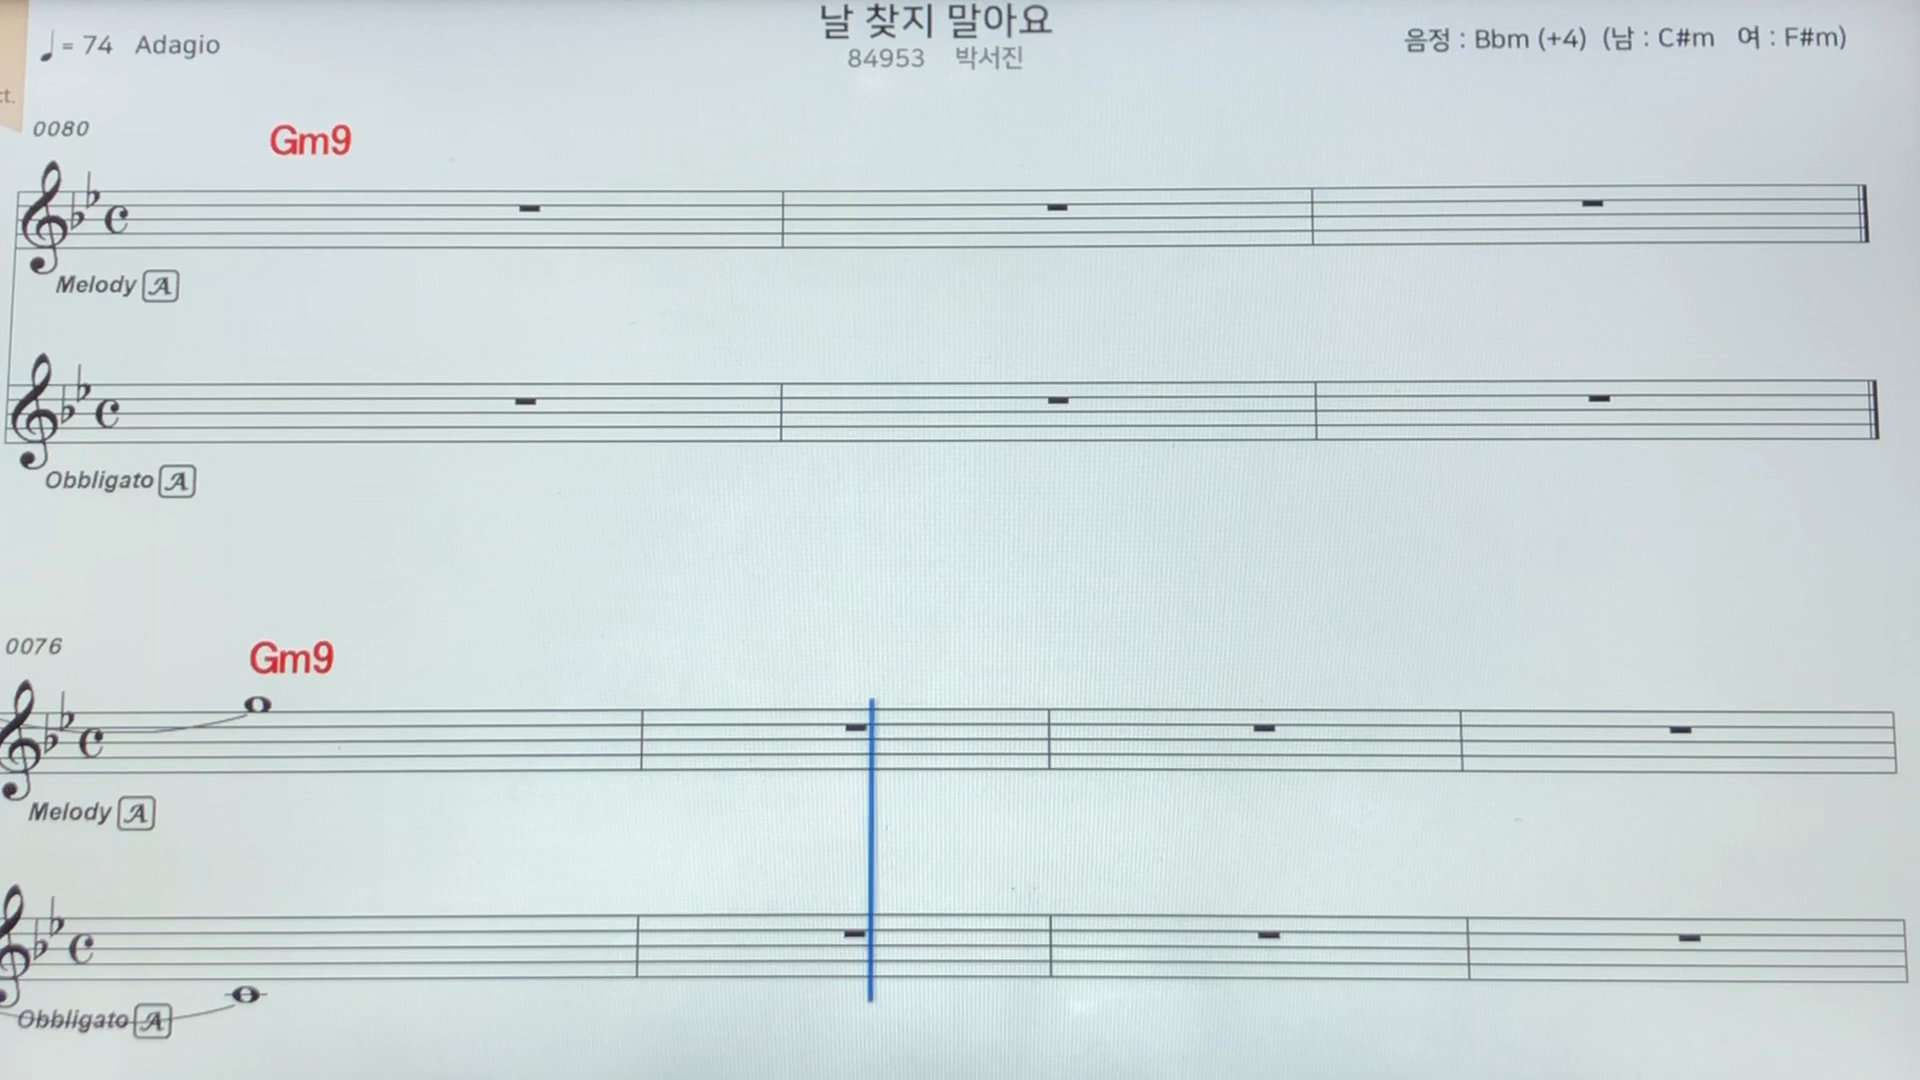 날 찾지 말아요
♩= 74 Adagio
84953 박서진
음정 : Bbm (+4) (남 : C#m 여 : F#m)
ct.
0080
Gm9
Melody A
Obbligato A
0076
Gm9
Melody A
Obbligato A